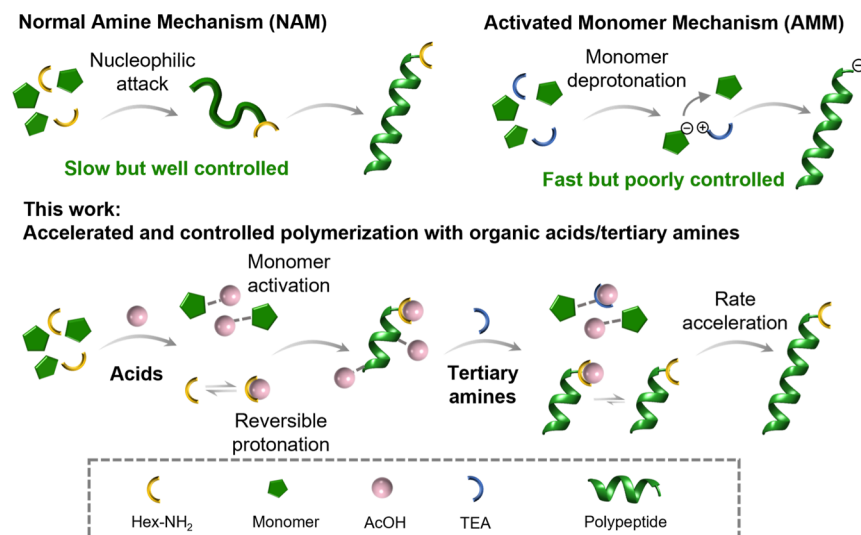 Normal Amine Mechanism (NAM)
Nucleophilic
attack
Slow but well controlled
Activated Monomer Mechanism (AMM)
Monomer
deprotonation
⊖ ⊕
⊖
Fast but poorly controlled
This work:
Accelerated and controlled polymerization with organic acids/tertiary amines
Acids
Monomer
activation
Reversible
protonation
Tertiary
amines
Rate
acceleration
Hex-NH₂
Monomer
AcOH
TEA
Polypeptide